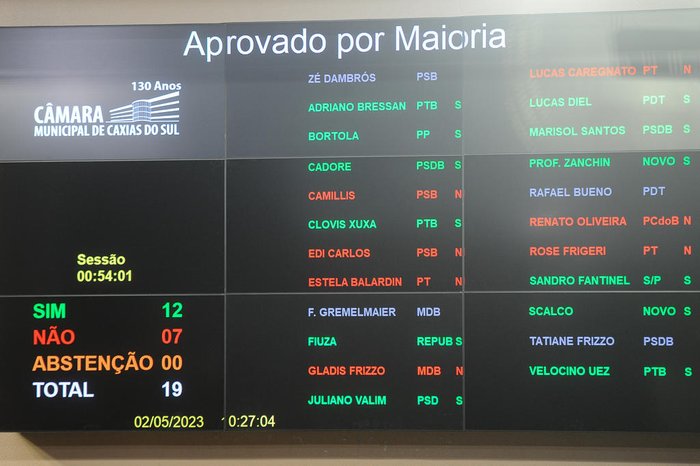 Aprovado por Maioria
130 Anos
CÂMARA
MUNICIPAL DE CAXIAS DO SUL
Sessão
00:54:01
SIM 12
NÃO 07
ABSTENÇÃO 00
TOTAL 19
ZÉ DAMBRÓS PSB
ADRIANO BRESSAN PTB S
BORTOLA PP S
CADORE PSDB S
CAMILLIS PSB N
CLOVIS XUXA PTB S
EDI CARLOS PSB N
ESTELA BALARDIN PT N
F. GREMELMAIER MDB
FIUZA REPUB S
GLADIS FRIZZO MDB N
JULIANO VALIM PSD S
LUCAS CAREGNATO PT N
LUCAS DIEL PDT S
MARISOL SANTOS PSDB S
PROF. ZANCHIN NOVO S
RAFAEL BUENO PDT
RENATO OLIVEIRA PCdoB N
ROSE FRIGERI PT N
SANDRO FANTINEL S/P S
SCALCO NOVO S
TATIANE FRIZZO PSDB
VELOCINO UEZ PTB S
02/05/2023 10:27:04